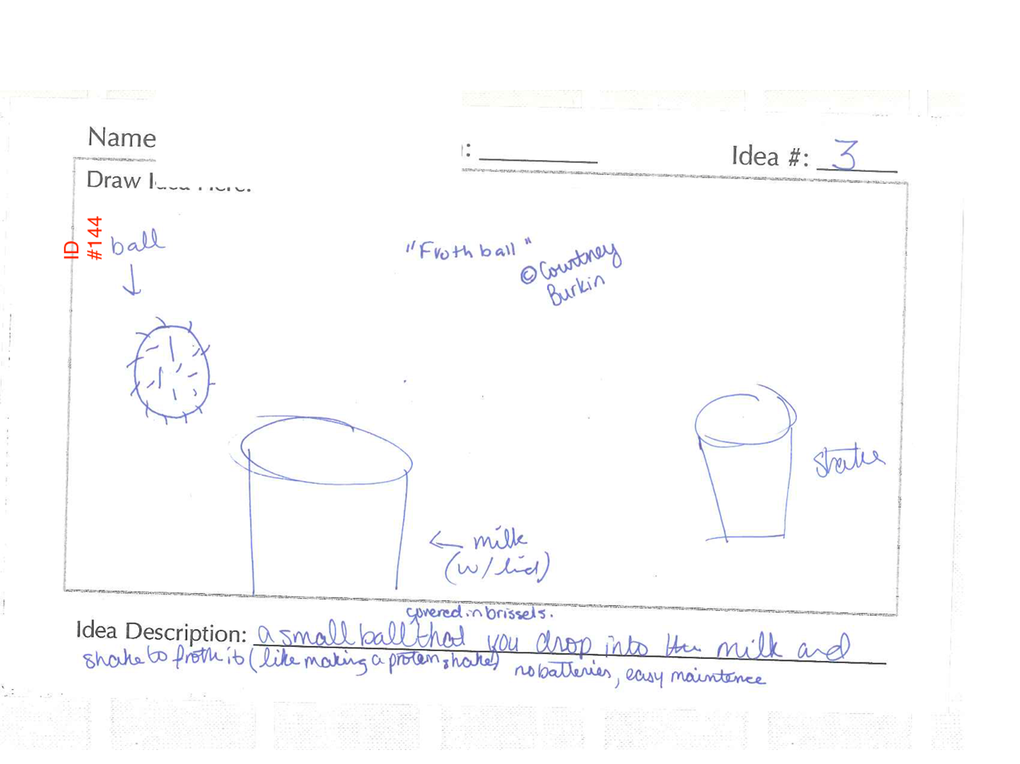 Name : Idea #: 3
Draw Idea Here:
ID #144
ball
"Froth ball"
© Courtney
Burkin
shake
← milk
(w/ lid)
covered in brissels.
Idea Description: a small ball that you drop into the milk and
shake to froth it (like making a protein shake) no batteries, easy maintence